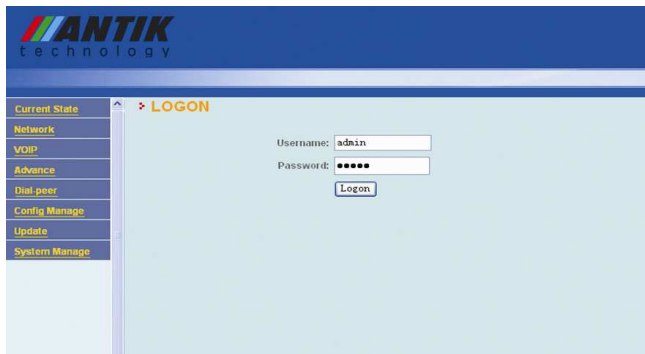 ANTIK
technology
Current State
Network
VOIP
Advance
Dial-peer
Config Manage
Update
System Manage
LOGON
Username: admin
Password: •••••
Logon